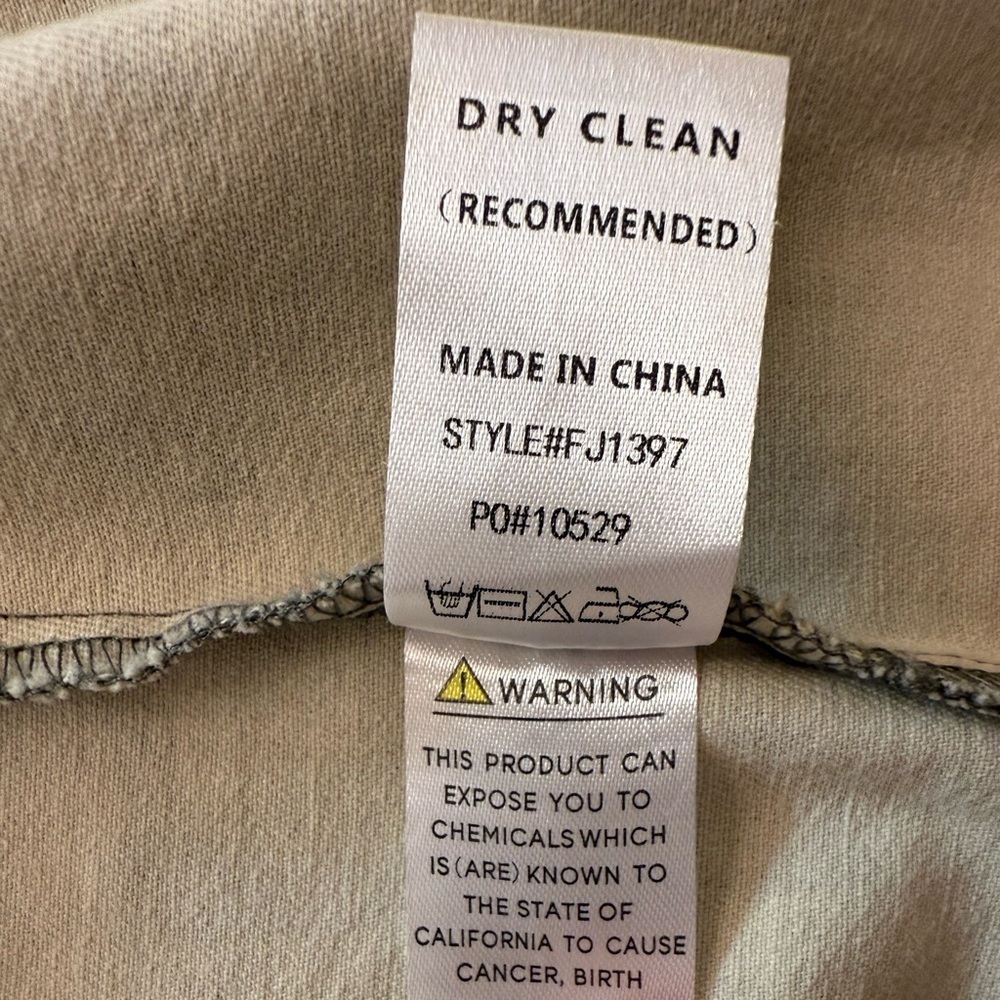 DRY CLEAN
(RECOMMENDED)
MADE IN CHINA
STYLE#FJ1397
PO#10529
WARNING
THIS PRODUCT CAN
EXPOSE YOU TO
CHEMICALS WHICH
IS (ARE) KNOWN TO
THE STATE OF
CALIFORNIA TO CAUSE
CANCER, BIRTH